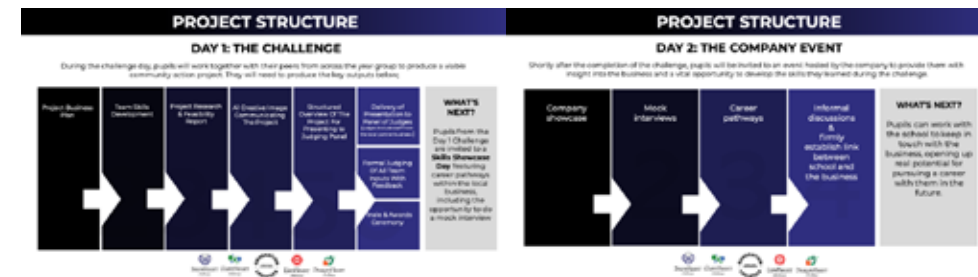 PROJECT STRUCTURE
DAY 1: THE CHALLENGE
During the challenge day, pupils will work together with their peers from across the year group to produce a viable
community action project. They will need to produce the key outputs below;
Project Business
Plan
Team Skills
Development
Project Research
& Feasibility
Report
A1 Creative Image
Communicating
The Project
Structured
Overview Of The
Project For
Presenting To
Judging Panel
Delivery of
Presentation to
Panel of Judges
Formal Judging
Of All Team
Inputs With
Feedback
& Awards
Ceremony
WHAT'S
NEXT?
Pupils from the
Day 1 Challenge
are invited to a
Skills Showcase
Day featuring
career pathways
within the local
business,
including the
opportunity to do
a mock interview
PROJECT STRUCTURE
DAY 2: THE COMPANY EVENT
Shortly after the completion of the challenge, pupils will be invited to an event hosted by the company to provide them with
insight into the business and a vital opportunity to develop the skills they learned during the challenge.
Company
showcase
Mock
interviews
Career
pathways
Informal
discussions
&
firmly
establish link
between
school and
the business
WHAT'S NEXT?
Pupils can work with
the school to keep in
touch with the
business, opening up
real potential for
pursuing a career
with them in the
future.